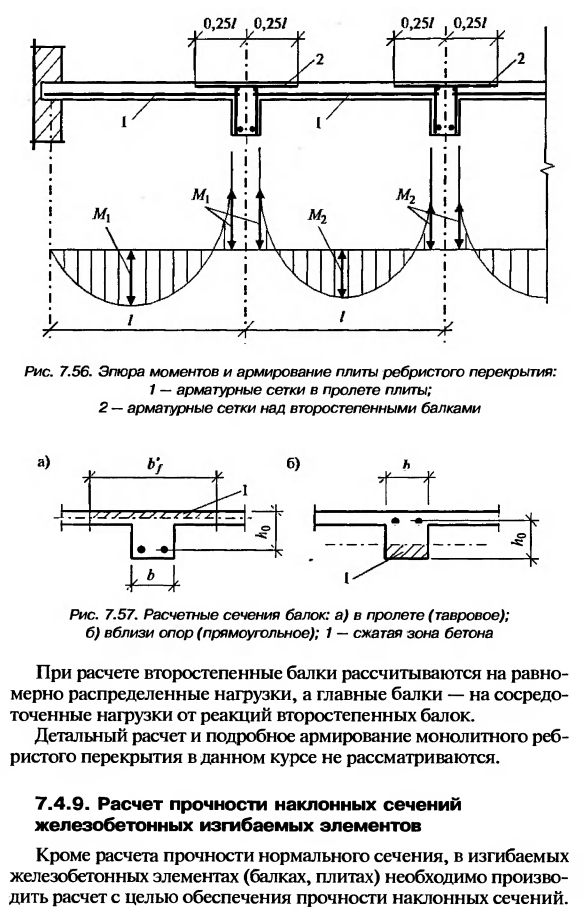 0,25l 0,25l 0,25l 0,25l
2 2
1 1
M₁ M₁ M₂ M₂
l l
Рис. 7.56. Эпюра моментов и армирование плиты ребристого перекрытия:
1 — арматурные сетки в пролете плиты;
2 — арматурные сетки над второстепенными балками
а) b'f б) h
1
h₀ h₀
b 1
Рис. 7.57. Расчетные сечения балок: а) в пролете (тавровое);
б) вблизи опор (прямоугольное); 1 — сжатая зона бетона
При расчете второстепенные балки рассчитываются на равно-
мерно распределенные нагрузки, а главные балки — на сосредо-
точенные нагрузки от реакций второстепенных балок.
Детальный расчет и подробное армирование монолитного реб-
ристого перекрытия в данном курсе не рассматриваются.
7.4.9. Расчет прочности наклонных сечений
железобетонных изгибаемых элементов
Кроме расчета прочности нормального сечения, в изгибаемых
железобетонных элементах (балках, плитах) необходимо произво-
дить расчет с целью обеспечения прочности наклонных сечений.